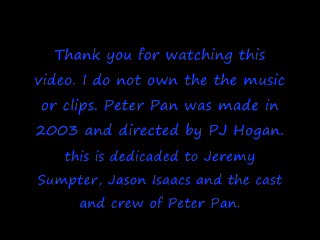 Thank you for watching this
video. I do not own the the music
or clips. Peter Pan was made in
2003 and directed by PJ Hogan.
this is dedicaded to Jeremy
Sumpter, Jason Isaacs and the cast
and crew of Peter Pan.